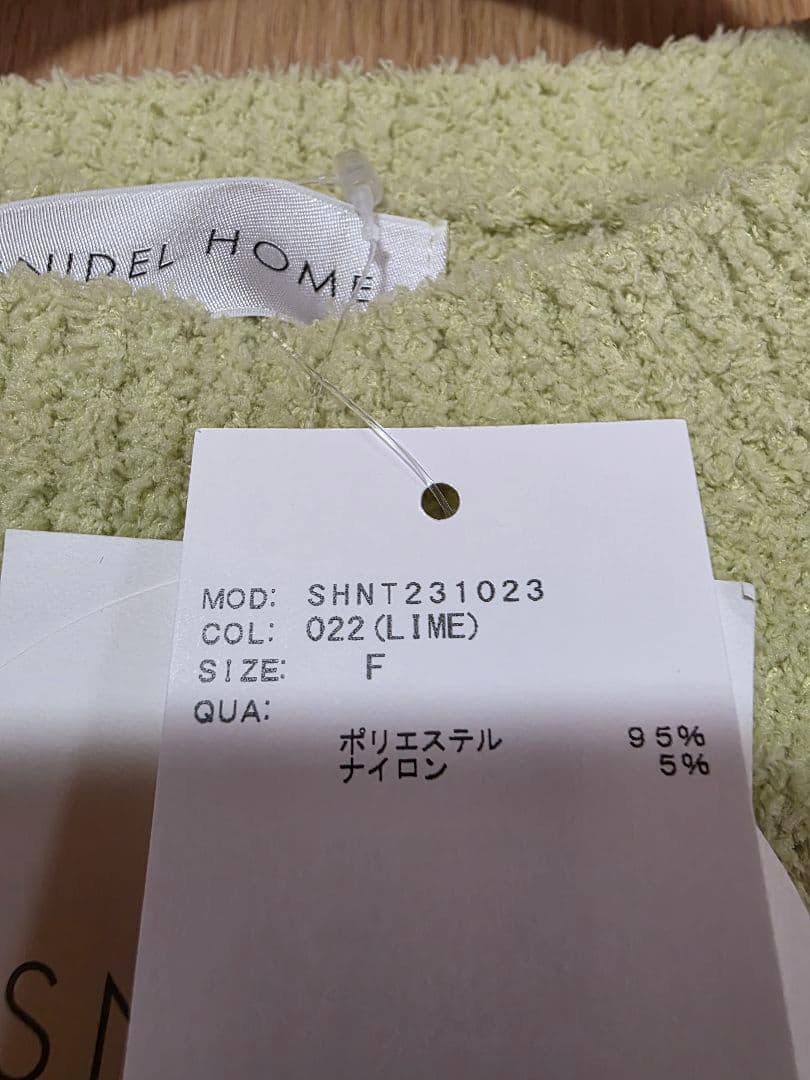 SNIDEL HOME
MOD: SHNT231023
COL: 022(LIME)
SIZE: F
QUA:
ポリエステル 95%
ナイロン 5%
SN